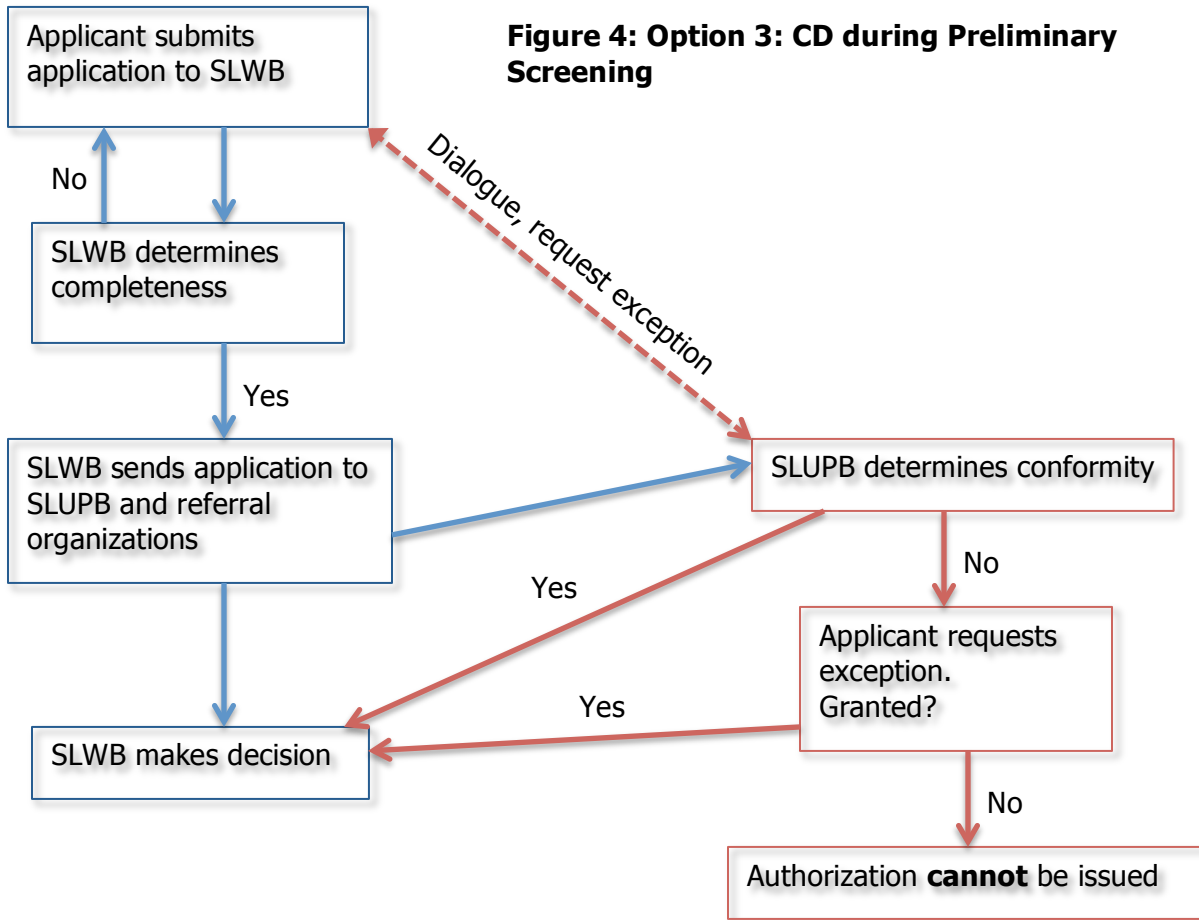 Figure 4: Option 3: CD during Preliminary
Screening
Applicant submits
application to SLWB
No
Dialogue, request exception
SLWB determines
completeness
Yes
SLWB sends application to
SLUPB and referral
organizations
SLUPB determines conformity
No
Yes
Applicant requests
exception.
Granted?
Yes
SLWB makes decision
No
Authorization cannot be issued